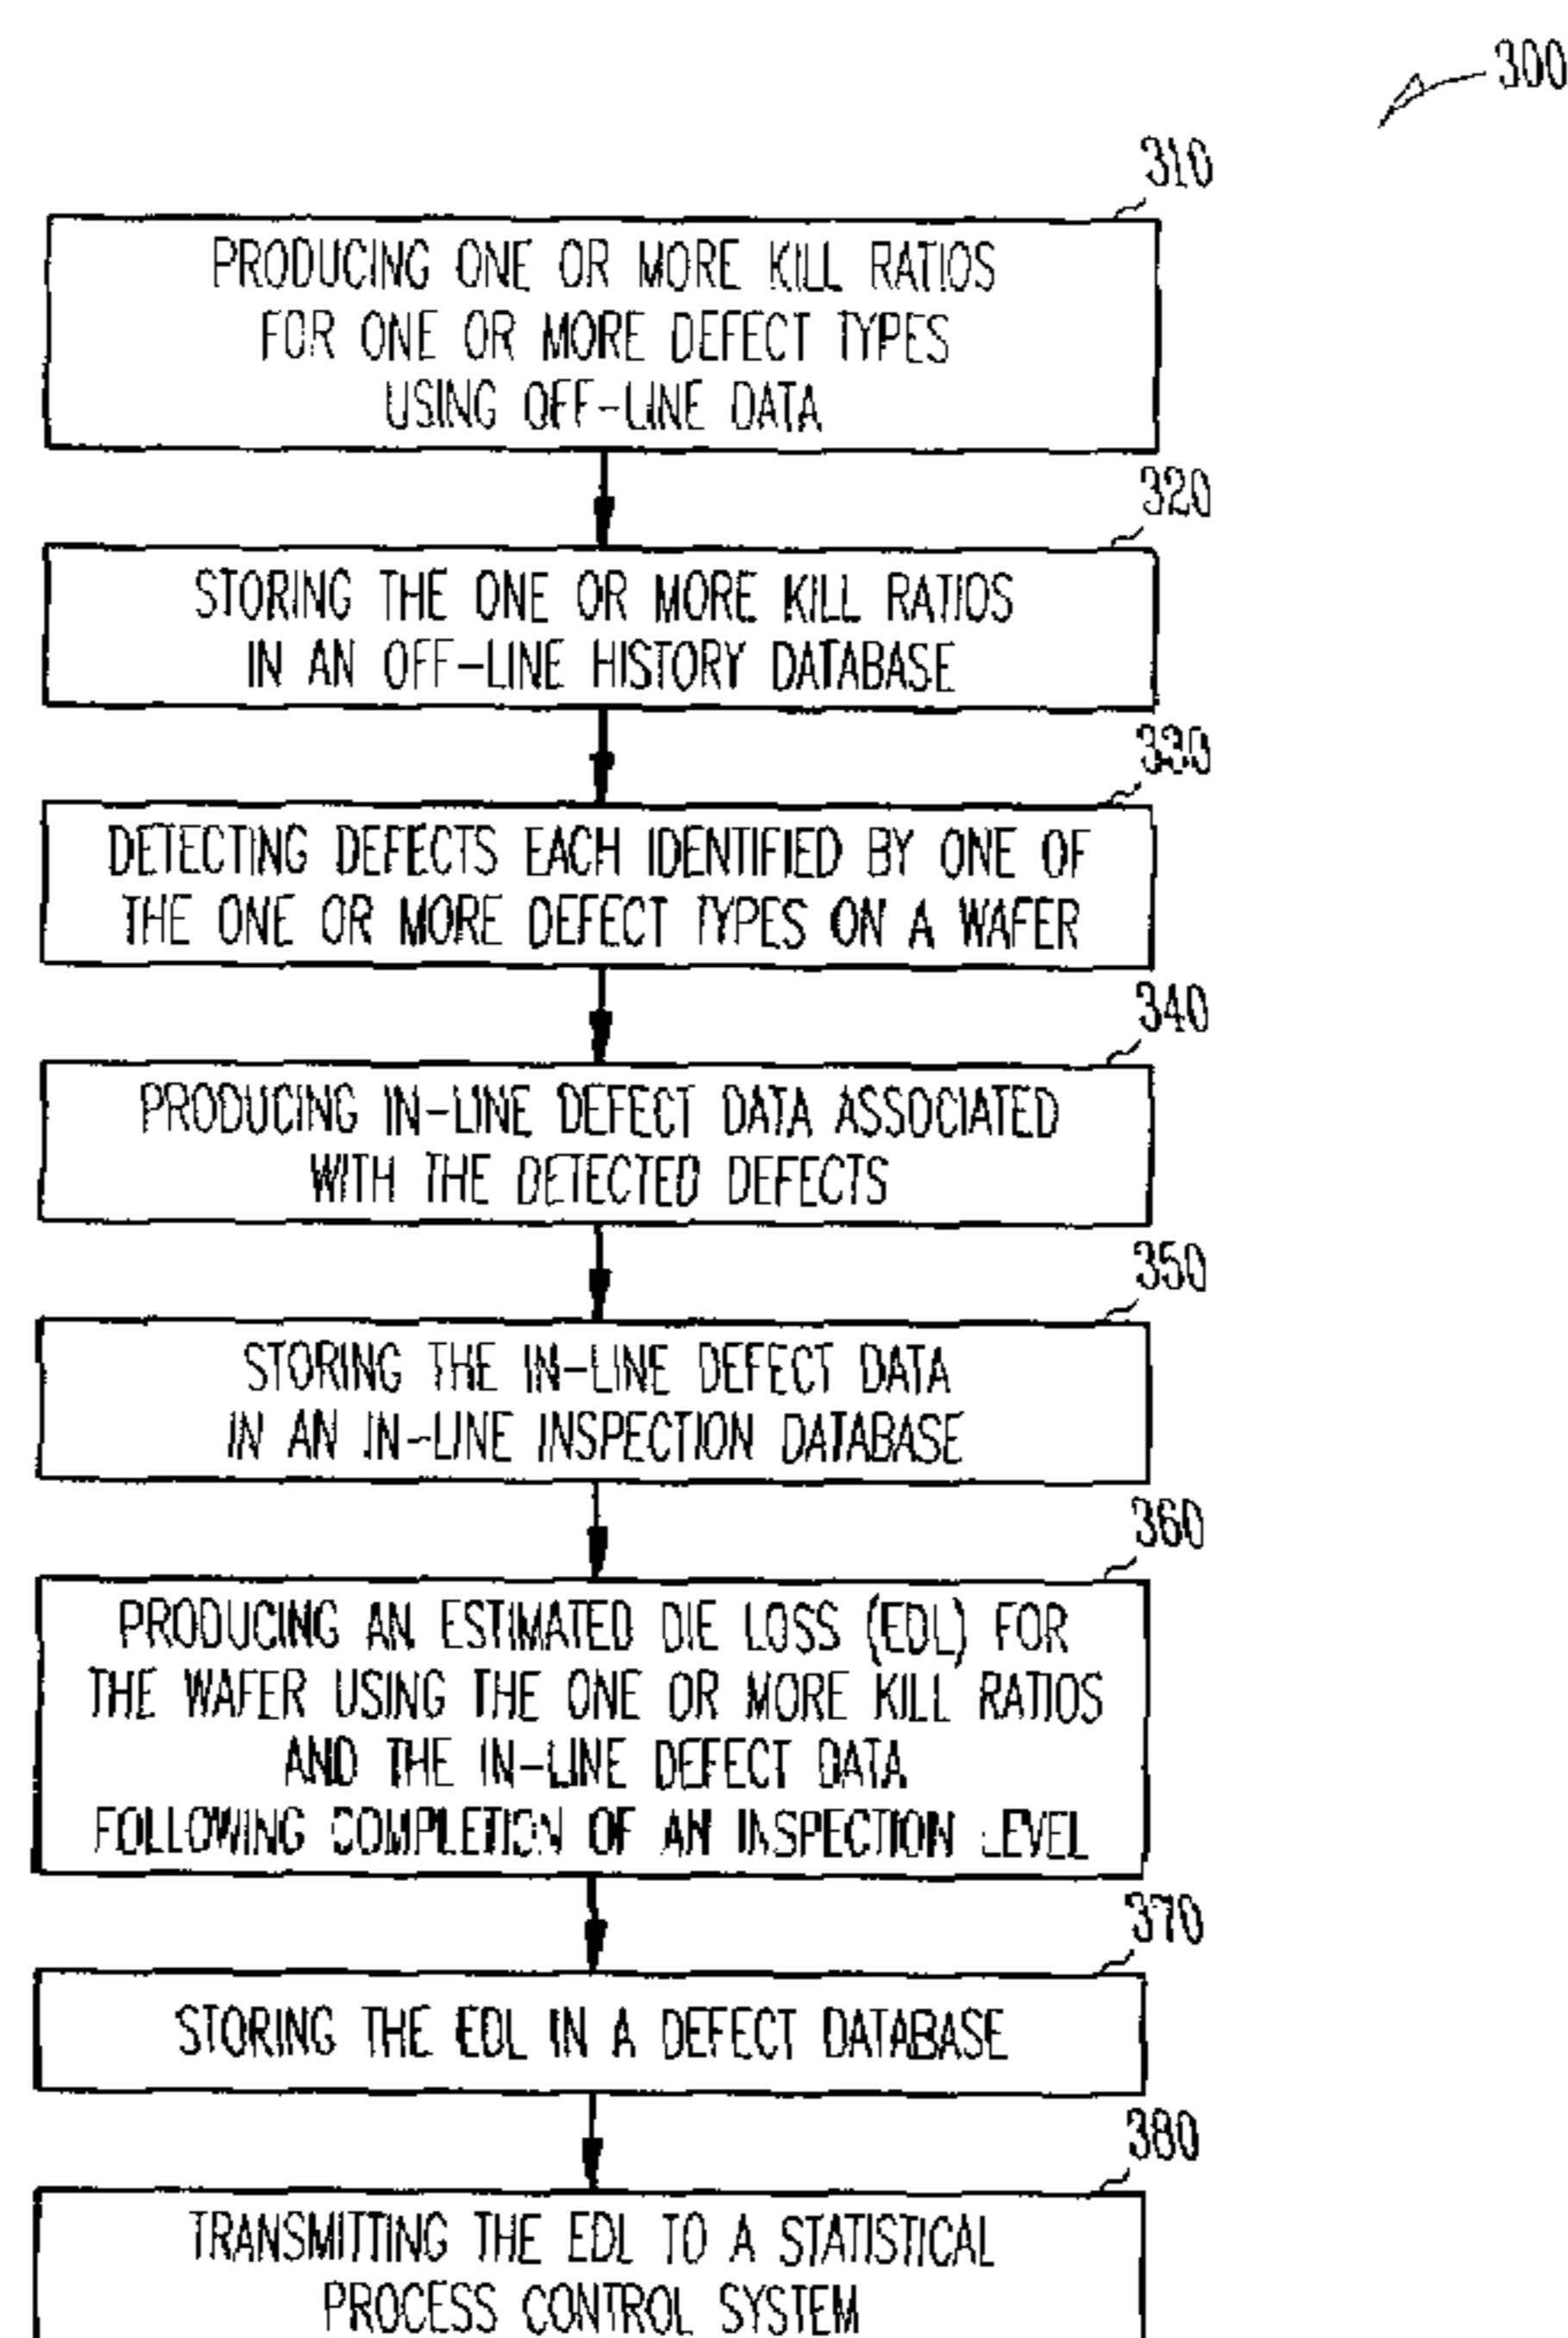 300
310
PRODUCING ONE OR MORE KILL RATIOS
FOR ONE OR MORE DEFECT TYPES
USING OFF-LINE DATA
320
STORING THE ONE OR MORE KILL RATIOS
IN AN OFF-LINE HISTORY DATABASE
330
DETECTING DEFECTS EACH IDENTIFIED BY ONE OF
THE ONE OR MORE DEFECT TYPES ON A WAFER
340
PRODUCING IN-LINE DEFECT DATA ASSOCIATED
WITH THE DETECTED DEFECTS
350
STORING THE IN-LINE DEFECT DATA
IN AN IN-LINE INSPECTION DATABASE
360
PRODUCING AN ESTIMATED DIE LOSS (EDL) FOR
THE WAFER USING THE ONE OR MORE KILL RATIOS
AND THE IN-LINE DEFECT DATA
FOLLOWING COMPLETION OF AN INSPECTION LEVEL
370
STORING THE EDL IN A DEFECT DATABASE
380
TRANSMITTING THE EDL TO A STATISTICAL
PROCESS CONTROL SYSTEM